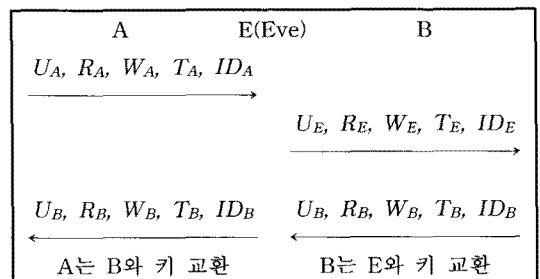 A E(Eve) B
U_A, R_A, W_A, T_A, ID_A
U_E, R_E, W_E, T_E, ID_E
U_B, R_B, W_B, T_B, ID_B U_B, R_B, W_B, T_B, ID_B
A는 B와 키 교환 B는 E와 키 교환